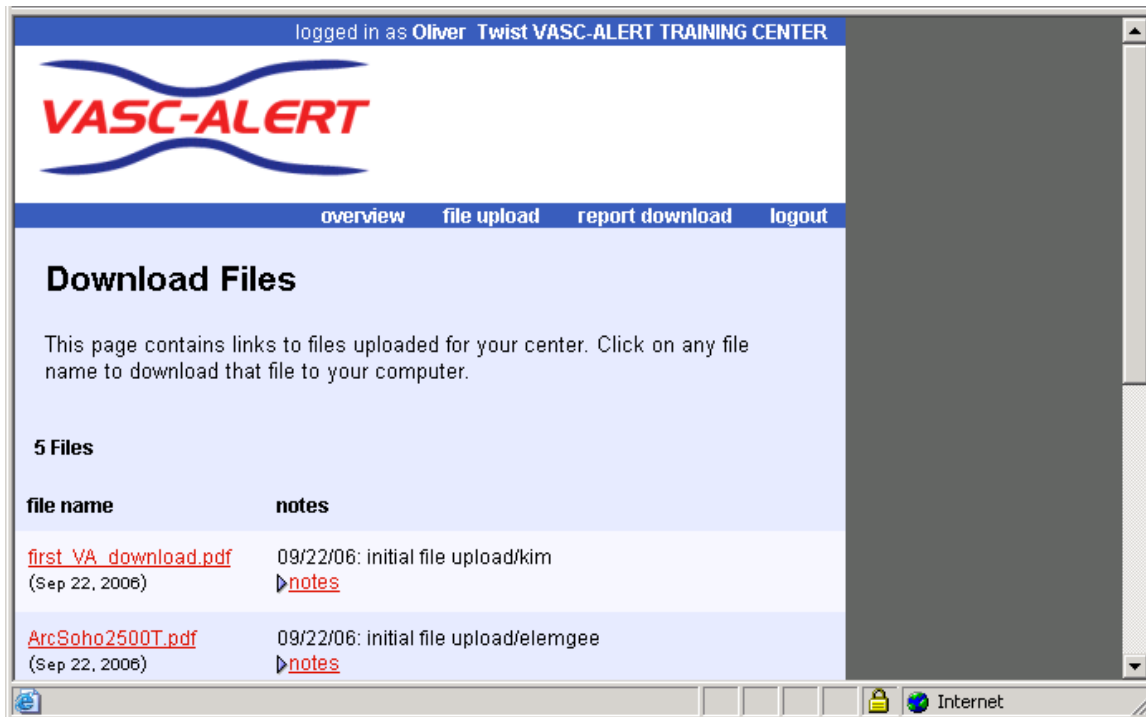 logged in as Oliver Twist VASC-ALERT TRAINING CENTER
VASC-ALERT
overview file upload report download logout
Download Files
This page contains links to files uploaded for your center. Click on any file
name to download that file to your computer.
5 Files
file name notes
first_VA_download.pdf 09/22/06: initial file upload/kim
(Sep 22, 2006) notes
ArcSoho2500T.pdf 09/22/06: initial file upload/elemgee
(Sep 22, 2006) notes
Internet